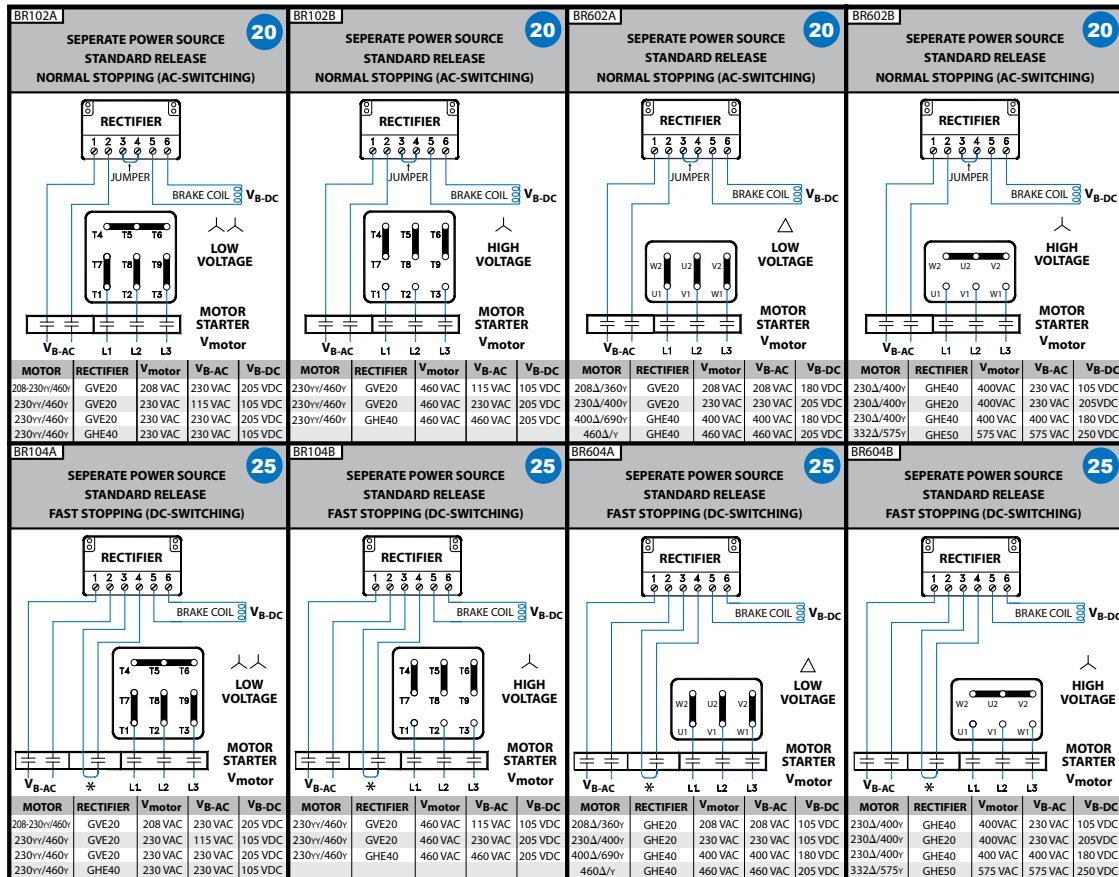 BR102A
20
SEPERATE POWER SOURCE
STANDARD RELEASE
NORMAL STOPPING (AC-SWITCHING)
RECTIFIER
1 2 3 4 5 6
JUMPER
BRAKE COIL
VB-DC
T4 T5 T6
LOW
VOLTAGE
T7 T8 T9
T1 T2 T3
MOTOR
STARTER
Vmotor
VB-AC L1 L2 L3
MOTOR RECTIFIER Vmotor VB-AC VB-DC
208-230YY/460Y GVE20 208 VAC 230 VAC 205 VDC
230YY/460Y GVE20 230 VAC 115 VAC 105 VDC
230YY/460Y GVE20 230 VAC 230 VAC 205 VDC
230YY/460Y GHE40 230 VAC 230 VAC 105 VDC
BR102B
20
SEPERATE POWER SOURCE
STANDARD RELEASE
NORMAL STOPPING (AC-SWITCHING)
RECTIFIER
1 2 3 4 5 6
JUMPER
BRAKE COIL
VB-DC
T4 T5 T6
HIGH
VOLTAGE
T7 T8 T9
T1 T2 T3
MOTOR
STARTER
Vmotor
VB-AC L1 L2 L3
MOTOR RECTIFIER Vmotor VB-AC VB-DC
230YY/460Y GVE20 460 VAC 115 VAC 105 VDC
230YY/460Y GVE20 460 VAC 230 VAC 205 VDC
230YY/460Y GHE40 460 VAC 460 VAC 205 VDC
BR602A
20
SEPERATE POWER SOURCE
STANDARD RELEASE
NORMAL STOPPING (AC-SWITCHING)
RECTIFIER
1 2 3 4 5 6
JUMPER
BRAKE COIL
VB-DC
Δ
LOW
VOLTAGE
W2 U2 V2
U1 V1 W1
MOTOR
STARTER
Vmotor
VB-AC L1 L2 L3
MOTOR RECTIFIER Vmotor VB-AC VB-DC
208Δ/360Y GVE20 208 VAC 208 VAC 180 VDC
230Δ/400Y GVE20 230 VAC 230 VAC 205 VDC
400Δ/690Y GHE40 400 VAC 400 VAC 180 VDC
460Δ/Y GHE40 460 VAC 460 VAC 205 VDC
BR602B
20
SEPERATE POWER SOURCE
STANDARD RELEASE
NORMAL STOPPING (AC-SWITCHING)
RECTIFIER
1 2 3 4 5 6
JUMPER
BRAKE COIL
VB-DC
HIGH
VOLTAGE
W2 U2 V2
U1 V1 W1
MOTOR
STARTER
Vmotor
VB-AC L1 L2 L3
MOTOR RECTIFIER Vmotor VB-AC VB-DC
230Δ/400Y GHE40 400VAC 230 VAC 105 VDC
230Δ/400Y GHE20 400 VAC 230 VAC 205VDC
230Δ/400Y GHE40 400 VAC 400 VAC 180 VDC
332Δ/575Y GHE50 575 VAC 575 VAC 250 VDC
BR104A
25
SEPERATE POWER SOURCE
STANDARD RELEASE
FAST STOPPING (DC-SWITCHING)
RECTIFIER
1 2 3 4 5 6
BRAKE COIL
VB-DC
T4 T5 T6
LOW
VOLTAGE
T7 T8 T9
T1 T2 T3
MOTOR
STARTER
Vmotor
VB-AC * L1 L2 L3
MOTOR RECTIFIER Vmotor VB-AC VB-DC
208-230YY/460Y GVE20 208 VAC 230 VAC 205 VDC
230YY/460Y GVE20 230 VAC 115 VAC 105 VDC
230YY/460Y GVE20 230 VAC 230 VAC 205 VDC
230YY/460Y GHE40 230 VAC 230 VAC 105 VDC
BR104B
25
SEPERATE POWER SOURCE
STANDARD RELEASE
FAST STOPPING (DC-SWITCHING)
RECTIFIER
1 2 3 4 5 6
BRAKE COIL
VB-DC
T4 T5 T6
HIGH
VOLTAGE
T7 T8 T9
T1 T2 T3
MOTOR
STARTER
Vmotor
VB-AC * L1 L2 L3
MOTOR RECTIFIER Vmotor VB-AC VB-DC
230YY/460Y GVE20 460 VAC 115 VAC 105 VDC
230YY/460Y GVE20 460 VAC 230 VAC 205 VDC
230YY/460Y GHE40 460 VAC 460 VAC 205 VDC
BR604A
25
SEPERATE POWER SOURCE
STANDARD RELEASE
FAST STOPPING (DC-SWITCHING)
RECTIFIER
1 2 3 4 5 6
BRAKE COIL
VB-DC
Δ
LOW
VOLTAGE
W2 U2 V2
U1 V1 W1
MOTOR
STARTER
Vmotor
VB-AC * L1 L2 L3
MOTOR RECTIFIER Vmotor VB-AC VB-DC
208Δ/360Y GHE20 208 VAC 208 VAC 105 VDC
230Δ/400Y GHE20 230 VAC 230 VAC 105 VDC
400Δ/690Y GHE40 400 VAC 400 VAC 180 VDC
460Δ/Y GHE40 460 VAC 460 VAC 205 VDC
BR604B
25
SEPERATE POWER SOURCE
STANDARD RELEASE
FAST STOPPING (DC-SWITCHING)
RECTIFIER
1 2 3 4 5 6
BRAKE COIL
VB-DC
HIGH
VOLTAGE
W2 U2 V2
U1 V1 W1
MOTOR
STARTER
Vmotor
VB-AC * L1 L2 L3
MOTOR RECTIFIER Vmotor VB-AC VB-DC
230Δ/400Y GHE40 400VAC 230 VAC 105 VDC
230Δ/400Y GHE20 400 VAC 230 VAC 205VDC
230Δ/400Y GHE40 400 VAC 400 VAC 180 VDC
332Δ/575Y GHE50 575 VAC 575 VAC 250 VDC